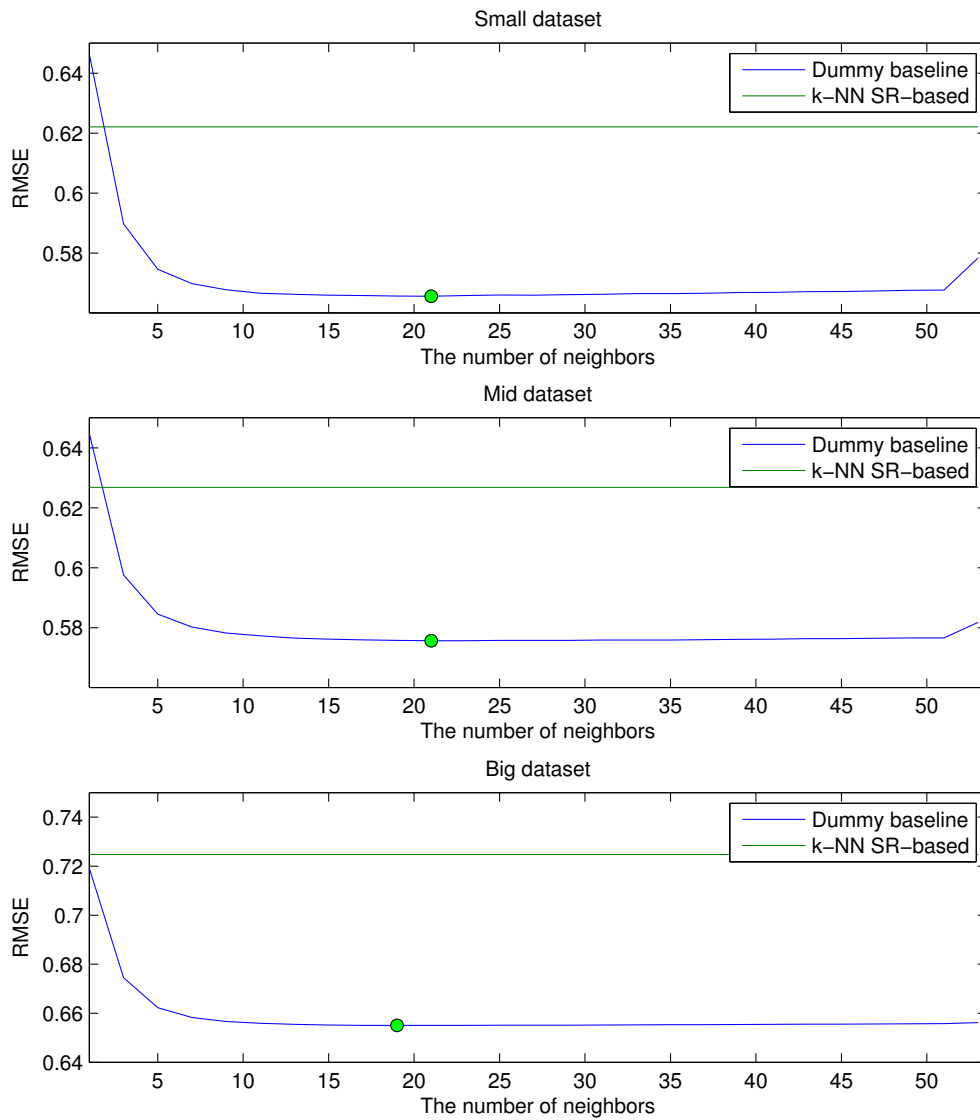 Small dataset
Dummy baseline
k−NN SR−based
RMSE
0.64
0.62
0.6
0.58
5 10 15 20 25 30 35 40 45 50
The number of neighbors
Mid dataset
Dummy baseline
k−NN SR−based
RMSE
0.64
0.62
0.6
0.58
5 10 15 20 25 30 35 40 45 50
The number of neighbors
Big dataset
Dummy baseline
k−NN SR−based
RMSE
0.74
0.72
0.7
0.68
0.66
0.64
5 10 15 20 25 30 35 40 45 50
The number of neighbors